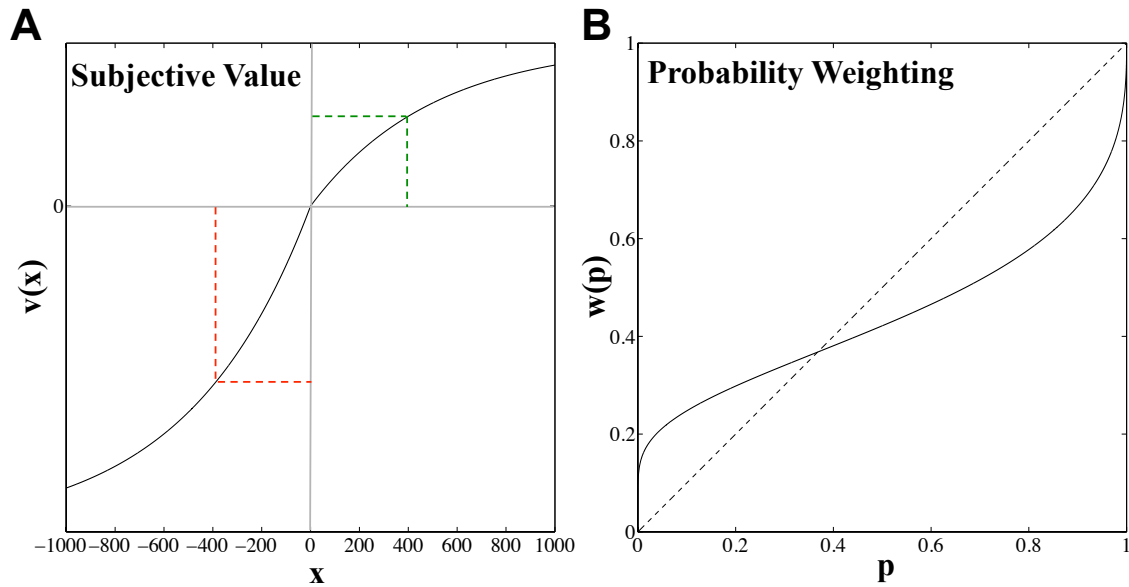 A
Subjective Value
0
v(x)
−1000 −800 −600 −400 −200 0 200 400 600 800 1000
x
B
Probability Weighting
1
0.8
0.6
0.4
0.2
0
w(p)
0 0.2 0.4 0.6 0.8 1
p